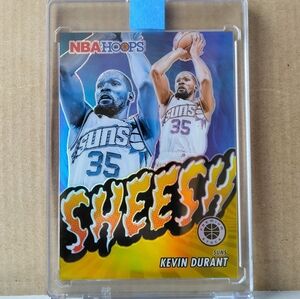 NBA HOOPS
SUNS
35
SUNS
35
SHEESH
SUNS
KEVIN DURANT